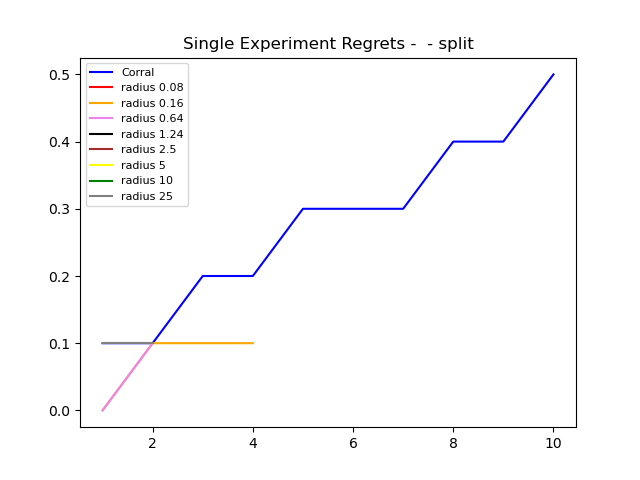 Single Experiment Regrets -  - split
0.5
0.4
0.3
0.2
0.1
0.0
Corral
radius 0.08
radius 0.16
radius 0.64
radius 1.24
radius 2.5
radius 5
radius 10
radius 25
2
4
6
8
10